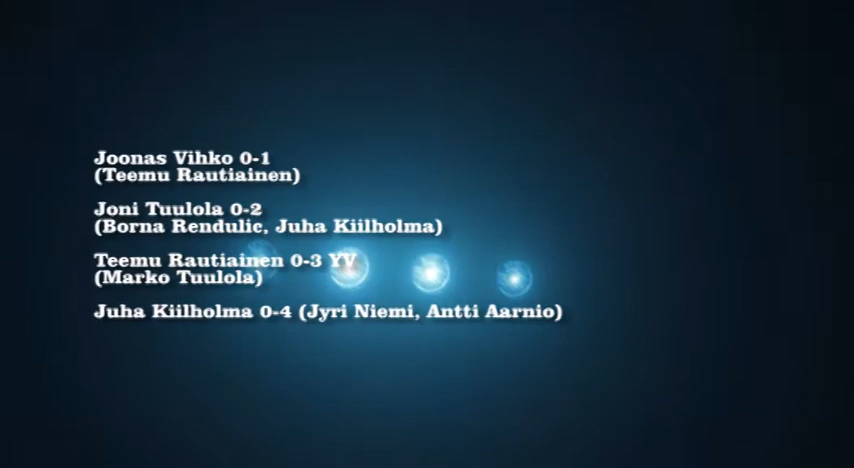 Joonas Vihko 0-1
(Teemu Rautiainen)
Joni Tuulola 0-2
(Borna Rendulic, Juha Kiilholma)
Teemu Rautiainen 0-3 YV
(Marko Tuulola)
Juha Kiilholma 0-4 (Jyri Niemi, Antti Aarnio)